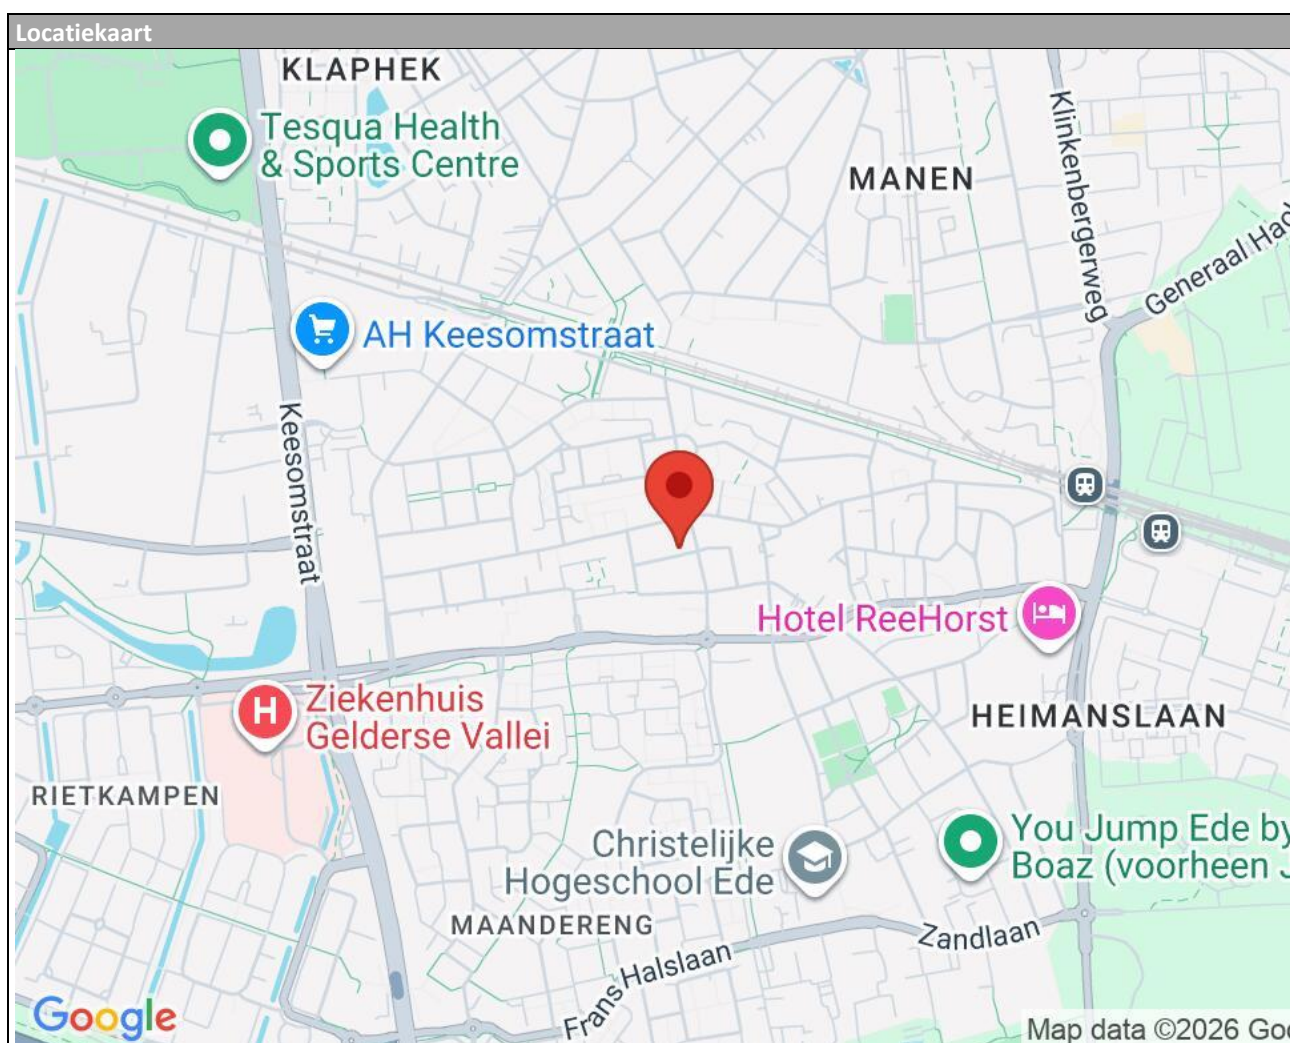 Locatiekaart
KLAPHEK
Tesqua Health
& Sports Centre
MANEN
Klinkenbergerweg
Generaal Had
AH Keesomstraat
Keesomstraat
Hotel ReeHorst
Ziekenhuis
Gelderse Vallei
H
HEIMANSLAAN
RIETKAMPEN
Christelijke
Hogeschool Ede
You Jump Ede by
Boaz (voorheen J
MAANDERENG
Zandlaan
Frans Halslaan
Google
Map data ©2026 Goo